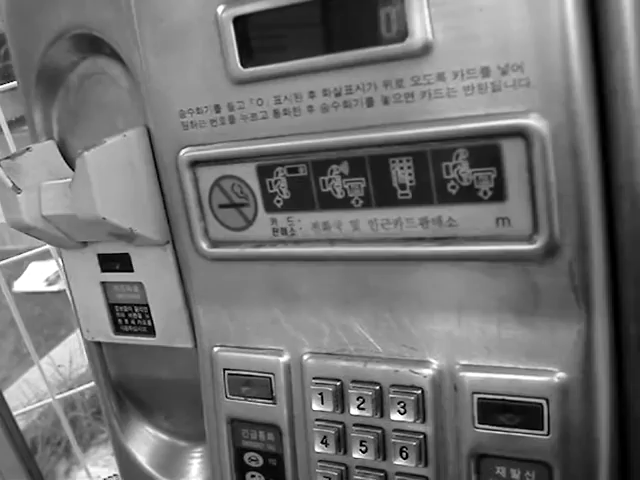 0
송수화기를 들고 「0」 표시된 후 화살표시가 위로 오도록 카드를 넣어
원하는 번호를 누르고 통화한 후 송수화기를 놓으면 카드는 반환됩니다.
카 드 · 판매소: 전화국 및 인근카드판매소 m
1 2 3
4 5 6
긴급통화
재발신